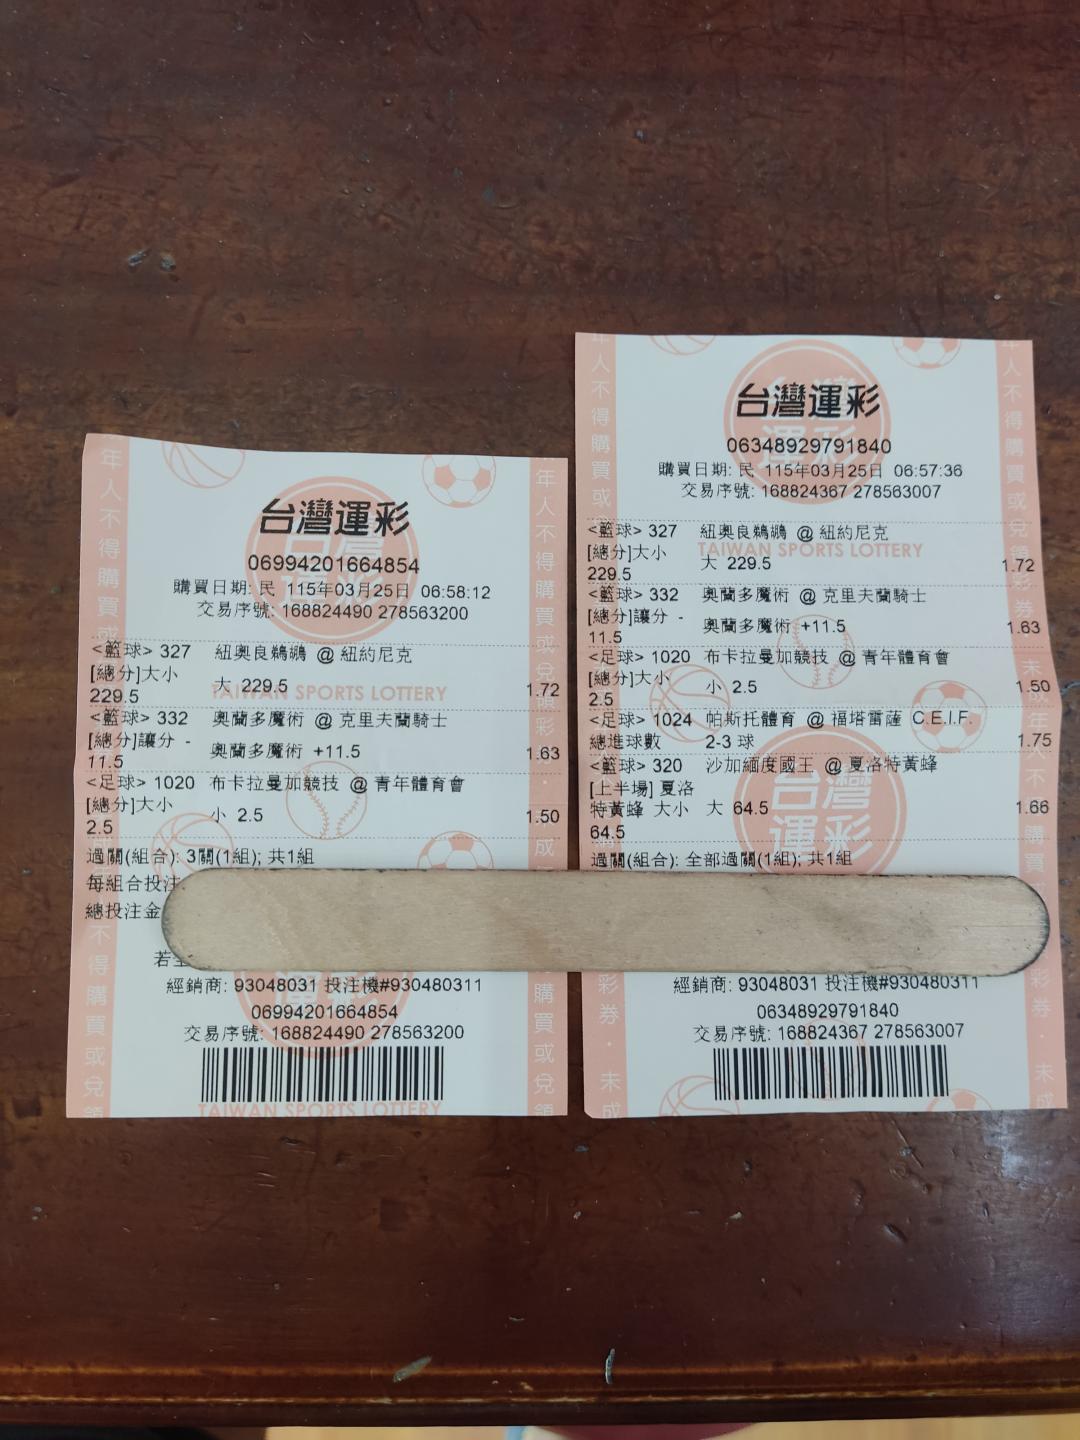 台灣運彩
06994201664854
購買日期: 民 115年03月25日 06:58:12
交易序號: 168824490 278563200
<籃球> 327 紐奧良鵜鶘 @ 紐約尼克
[總分]大小
229.5 大 229.5 1.72
TAIWAN SPORTS LOTTERY
<籃球> 332 奧蘭多魔術 @ 克里夫蘭騎士
[總分]讓分 -
11.5 奧蘭多魔術 +11.5 1.63
<足球> 1020 布卡拉曼加競技 @ 青年體育會
[總分]大小
2.5 小 2.5 1.50
過關(組合): 3關(1組); 共1組
每組合投注
總投注金
若
經銷商: 93048031 投注機#930480311
06994201664854
交易序號: 168824490 278563200
TAIWAN SPORTS LOTTERY
台灣運彩
06348929791840
購買日期: 民 115年03月25日 06:57:36
交易序號: 168824367 278563007
<籃球> 327 紐奧良鵜鶘 @ 紐約尼克
[總分]大小
229.5 大 229.5 1.72
TAIWAN SPORTS LOTTERY
<籃球> 332 奧蘭多魔術 @ 克里夫蘭騎士
[總分]讓分 -
11.5 奧蘭多魔術 +11.5 1.63
<足球> 1020 布卡拉曼加競技 @ 青年體育會
[總分]大小
2.5 小 2.5 1.50
<足球> 1024 帕斯托體育 @ 福塔雷薩 C.E.I.F.
總進球數 2-3 球 1.75
<籃球> 320 沙加緬度國王 @ 夏洛特黃蜂
[上半場] 夏洛
特黃蜂 大小 大 64.5 1.66
64.5
過關(組合): 全部過關(1組); 共1組
經銷商: 93048031 投注機#930480311
06348929791840
交易序號: 168824367 278563007